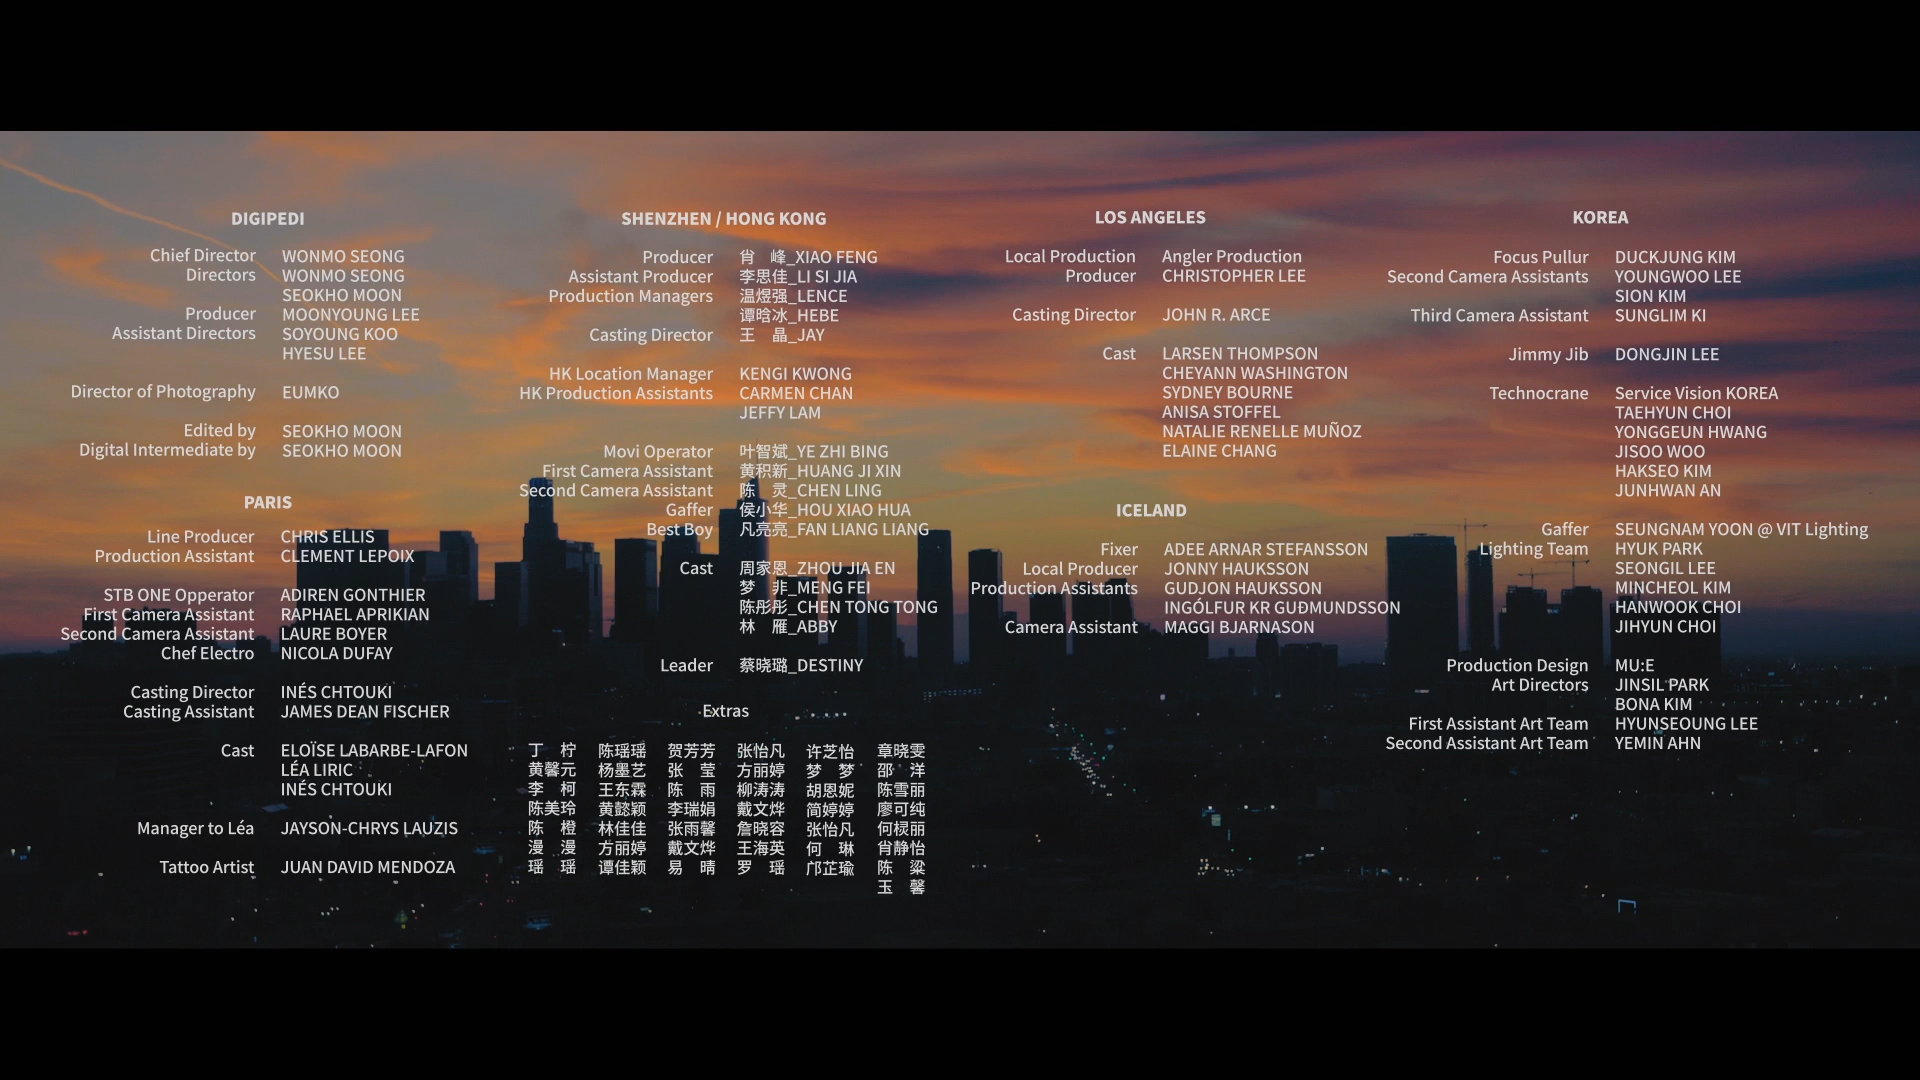 DIGIPEDI
Chief Director WONMO SEONG
Directors WONMO SEONG
SEOKHO MOON
Producer MOONYOUNG LEE
Assistant Directors SOYOUNG KOO
HYESU LEE
Director of Photography EUMKO
Edited by SEOKHO MOON
Digital Intermediate by SEOKHO MOON
PARIS
Line Producer CHRIS ELLIS
Production Assistant CLEMENT LEPOIX
STB ONE Opperator ADIREN GONTHIER
First Camera Assistant RAPHAEL APRIKIAN
Second Camera Assistant LAURE BOYER
Chef Electro NICOLA DUFAY
Casting Director INÉS CHTOUKI
Casting Assistant JAMES DEAN FISCHER
Cast ELOÏSE LABARBE-LAFON
LÉA LIRIC
INÉS CHTOUKI
Manager to Léa JAYSON-CHRYS LAUZIS
Tattoo Artist JUAN DAVID MENDOZA
SHENZHEN / HONG KONG
Producer 肖 峰_XIAO FENG
Assistant Producer 李思佳_LI SI JIA
Production Managers 温煜强_LENCE
谭晗冰_HEBE
Casting Director 王 晶_JAY
HK Location Manager KENGI KWONG
HK Production Assistants CARMEN CHAN
JEFFY LAM
Movi Operator 叶智斌_YE ZHI BING
First Camera Assistant 黄积新_HUANG JI XIN
Second Camera Assistant 陈 灵_CHEN LING
Gaffer 侯小华_HOU XIAO HUA
Best Boy 凡亮亮_FAN LIANG LIANG
Cast 周家恩_ZHOU JIA EN
梦 非_MENG FEI
陈彤彤_CHEN TONG TONG
林 雁_ABBY
Leader 蔡晓璐_DESTINY
Extras
丁 柠 陈瑶瑶 贺芳芳 张怡凡 许芝怡 章晓雯
黄馨元 杨墨艺 张 莹 方丽婷 梦 梦 邵 洋
李 柯 王东霖 陈 雨 柳涛涛 胡恩妮 陈雪丽
陈美玲 黄懿颖 李瑞娟 戴文烨 简婷婷 廖可纯
陈 橙 林佳佳 张雨馨 詹晓容 张怡凡 何棂丽
漫 漫 方丽婷 戴文烨 王海英 何 琳 肖静怡
瑶 瑶 谭佳颖 易 晴 罗 瑶 邝芷瑜 陈 粱
玉 馨
LOS ANGELES
Local Production Angler Production
Producer CHRISTOPHER LEE
Casting Director JOHN R. ARCE
Cast LARSEN THOMPSON
CHEYANN WASHINGTON
SYDNEY BOURNE
ANISA STOFFEL
NATALIE RENELLE MUÑOZ
ELAINE CHANG
ICELAND
Fixer ADEE ARNAR STEFANSSON
Local Producer JONNY HAUKSSON
Production Assistants GUDJON HAUKSSON
INGÓLFUR KR GUÐMUNDSSON
Camera Assistant MAGGI BJARNASON
KOREA
Focus Pullur DUCKJUNG KIM
Second Camera Assistants YOUNGWOO LEE
SION KIM
Third Camera Assistant SUNGLIM KI
Jimmy Jib DONGJIN LEE
Technocrane Service Vision KOREA
TAEHYUN CHOI
YONGGEUN HWANG
JISOO WOO
HAKSEO KIM
JUNHWAN AN
Gaffer SEUNGNAM YOON @ VIT Lighting
Lighting Team HYUK PARK
SEONGIL LEE
MINCHEOL KIM
HANWOOK CHOI
JIHYUN CHOI
Production Design MU:E
Art Directors JINSIL PARK
BONA KIM
First Assistant Art Team HYUNSEOUNG LEE
Second Assistant Art Team YEMIN AHN